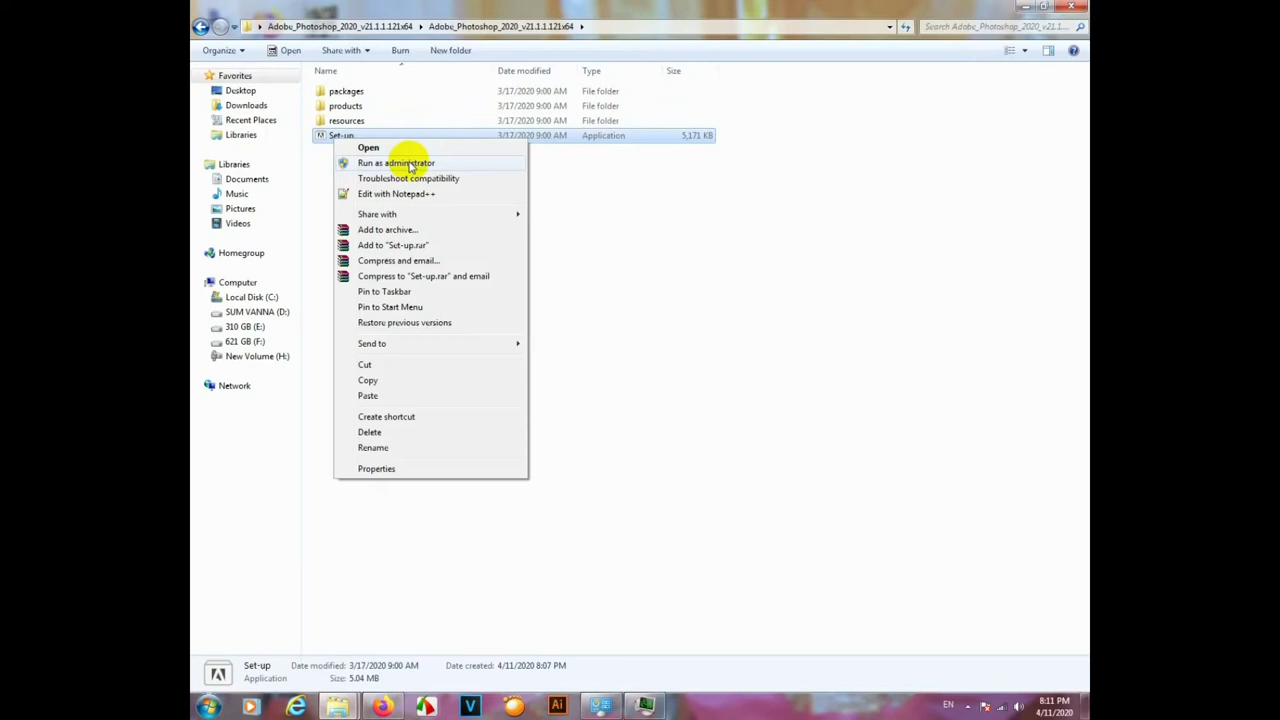 Adobe_Photoshop_2020_v21.1.1.121x64 Adobe_Photoshop_2020_v21.1.1.121x64 Search Adobe_Photoshop_2020_v21.1.1...
Organize Open Share with Burn New folder
Name Date modified Type Size
Favorites
Desktop
Downloads
Recent Places
Libraries
Libraries
Documents
Music
Pictures
Videos
Homegroup
Computer
Local Disk (C:)
SUM VANNA (D:)
310 GB (E:)
621 GB (F:)
New Volume (H:)
Network
packages 3/17/2020 9:00 AM File folder
products 3/17/2020 9:00 AM File folder
resources 3/17/2020 9:00 AM File folder
Set-up 3/17/2020 9:00 AM Application 5,171 KB
Open
Run as administrator
Troubleshoot compatibility
Edit with Notepad++
Share with
Add to archive...
Add to "Set-up.rar"
Compress and email...
Compress to "Set-up.rar" and email
Pin to Taskbar
Pin to Start Menu
Restore previous versions
Send to
Cut
Copy
Paste
Create shortcut
Delete
Rename
Properties
Set-up Date modified: 3/17/2020 9:00 AM Date created: 4/11/2020 8:07 PM
Application Size: 5.04 MB
V Ai EN 8:11 PM
4/11/2020